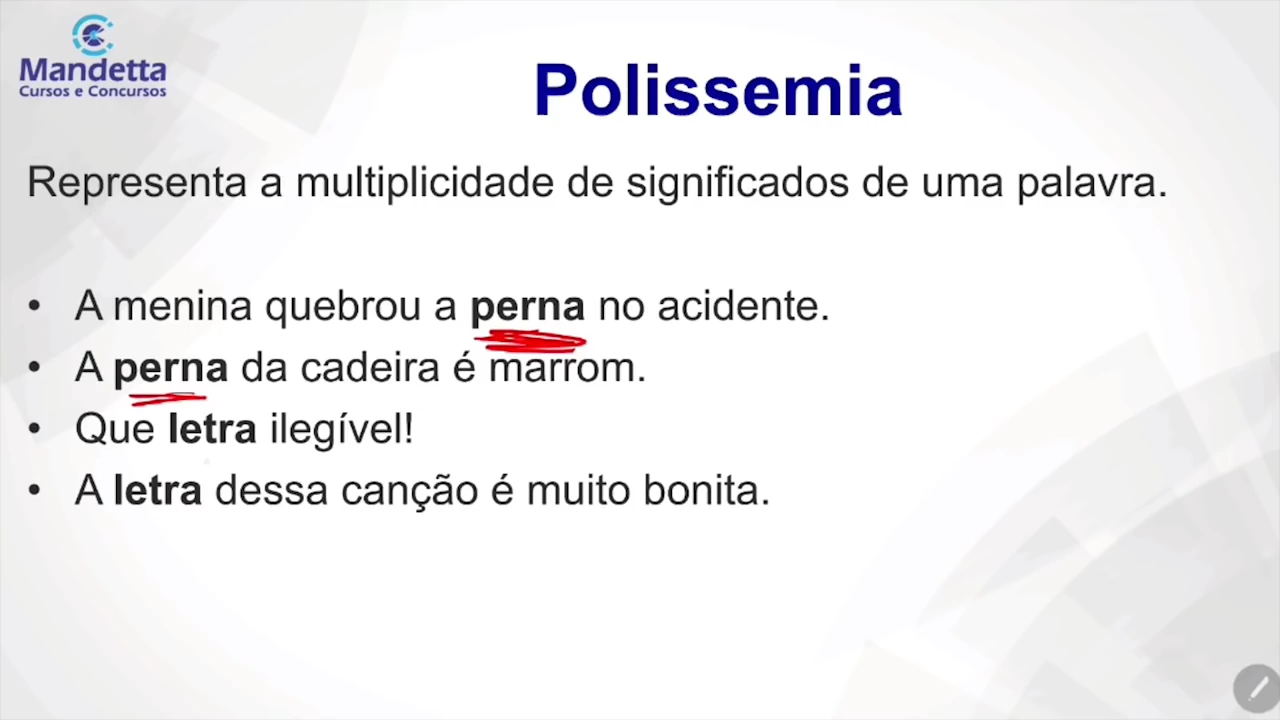 Mandetta
Cursos e Concursos
Polissemia
Representa a multiplicidade de significados de uma palavra.
• A menina quebrou a perna no acidente.
• A perna da cadeira é marrom.
• Que letra ilegível!
• A letra dessa canção é muito bonita.